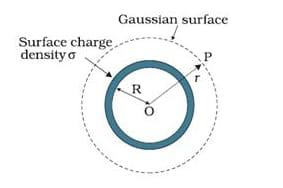 Gaussian surface
Surface charge
density σ
P
r
R
O